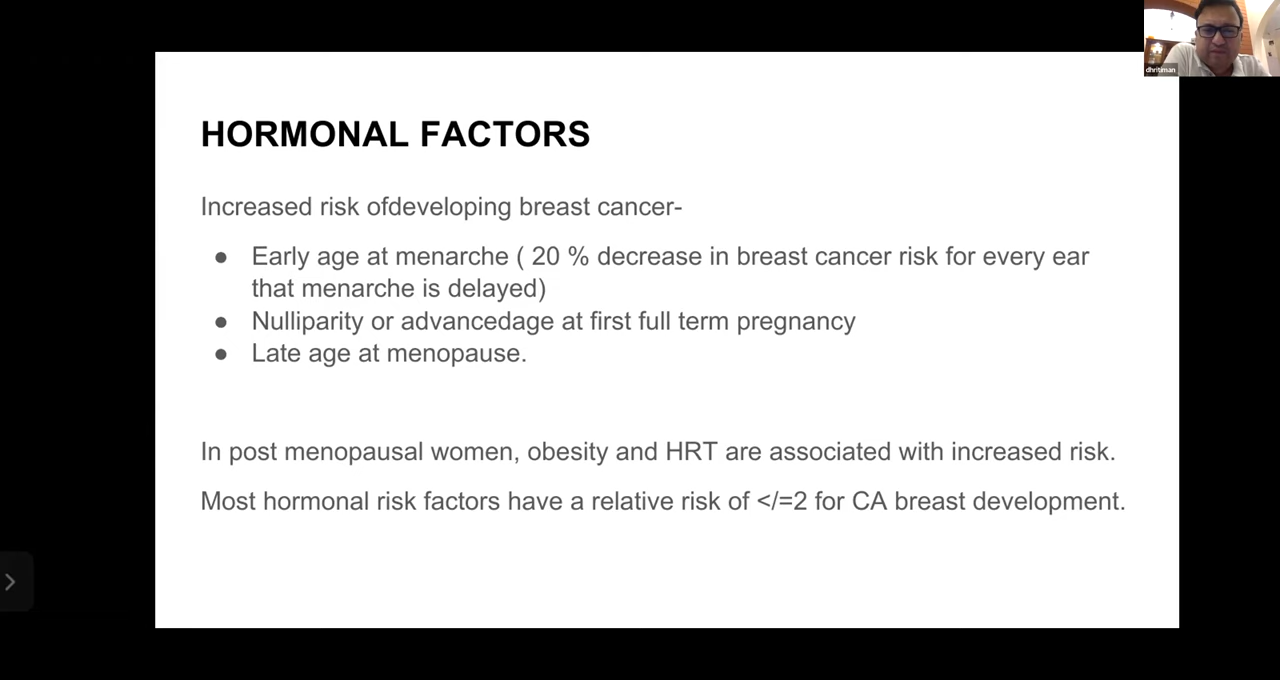 dhritiman
HORMONAL FACTORS
Increased risk ofdeveloping breast cancer-
● Early age at menarche ( 20 % decrease in breast cancer risk for every ear
that menarche is delayed)
● Nulliparity or advancedage at first full term pregnancy
● Late age at menopause.
In post menopausal women, obesity and HRT are associated with increased risk.
Most hormonal risk factors have a relative risk of </=2 for CA breast development.